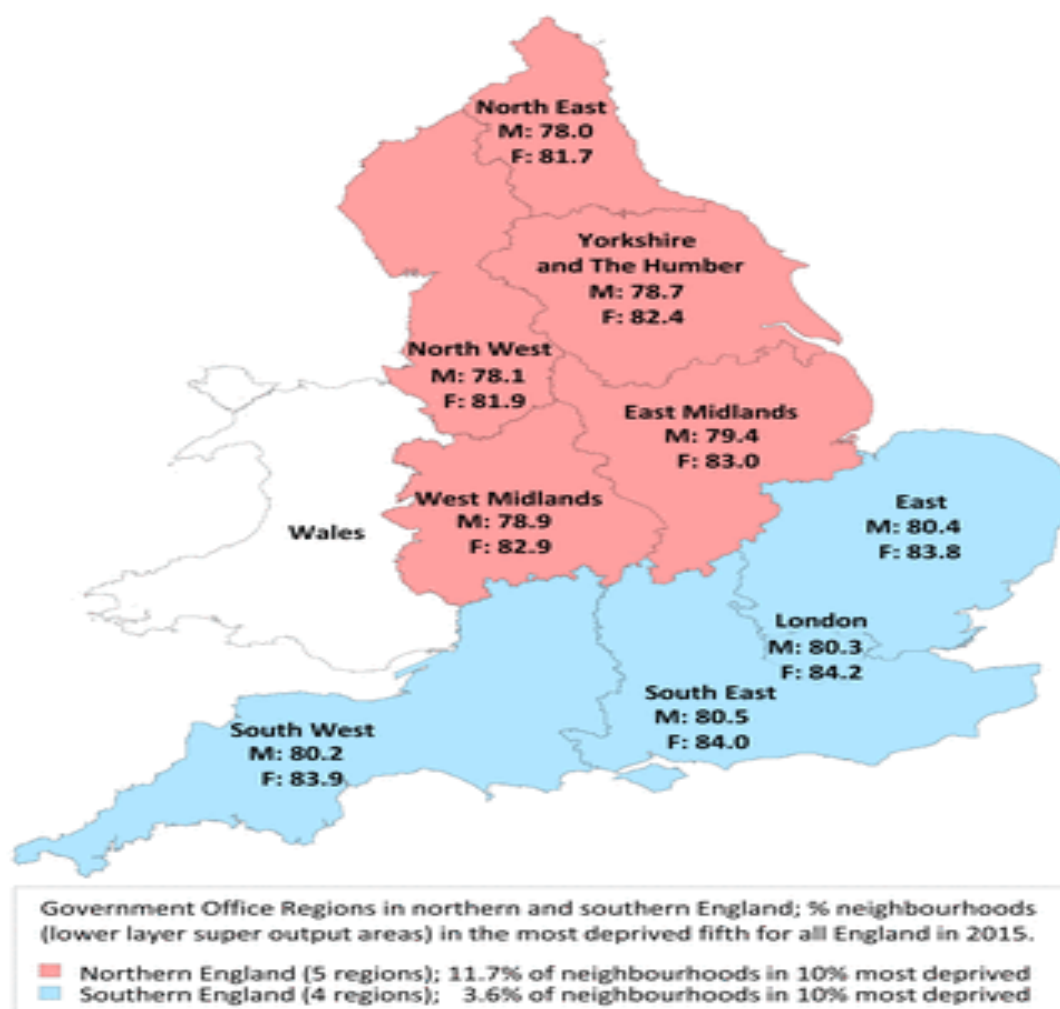 North East
M: 78.0
F: 81.7
Yorkshire
and The Humber
M: 78.7
F: 82.4
North West
M: 78.1
F: 81.9
East Midlands
M: 79.4
F: 83.0
West Midlands
M: 78.9
F: 82.9
Wales
East
M: 80.4
F: 83.8
London
M: 80.3
F: 84.2
South East
M: 80.5
F: 84.0
South West
M: 80.2
F: 83.9
Government Office Regions in northern and southern England; % neighbourhoods
(lower layer super output areas) in the most deprived fifth for all England in 2015.
Northern England (5 regions); 11.7% of neighbourhoods in 10% most deprived
Southern England (4 regions); 3.6% of neighbourhoods in 10% most deprived